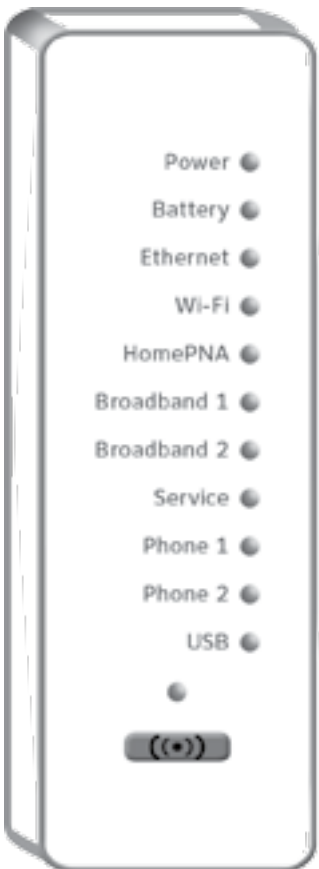 Power
Battery
Ethernet
Wi-Fi
HomePNA
Broadband 1
Broadband 2
Service
Phone 1
Phone 2
USB